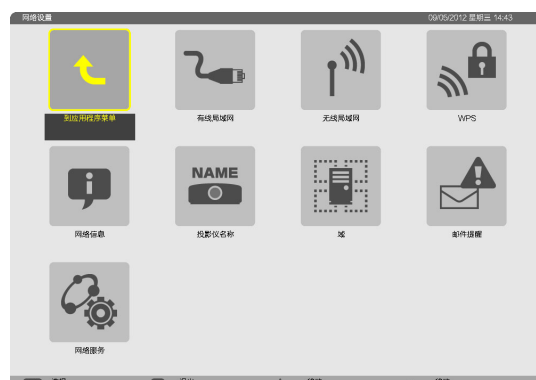 网络设置
09/05/2012 星期三 14:43
到应用程序菜单
有线局域网
无线局域网
WPS
网络信息
NAME
投影仪名称
域
邮件提醒
网络服务